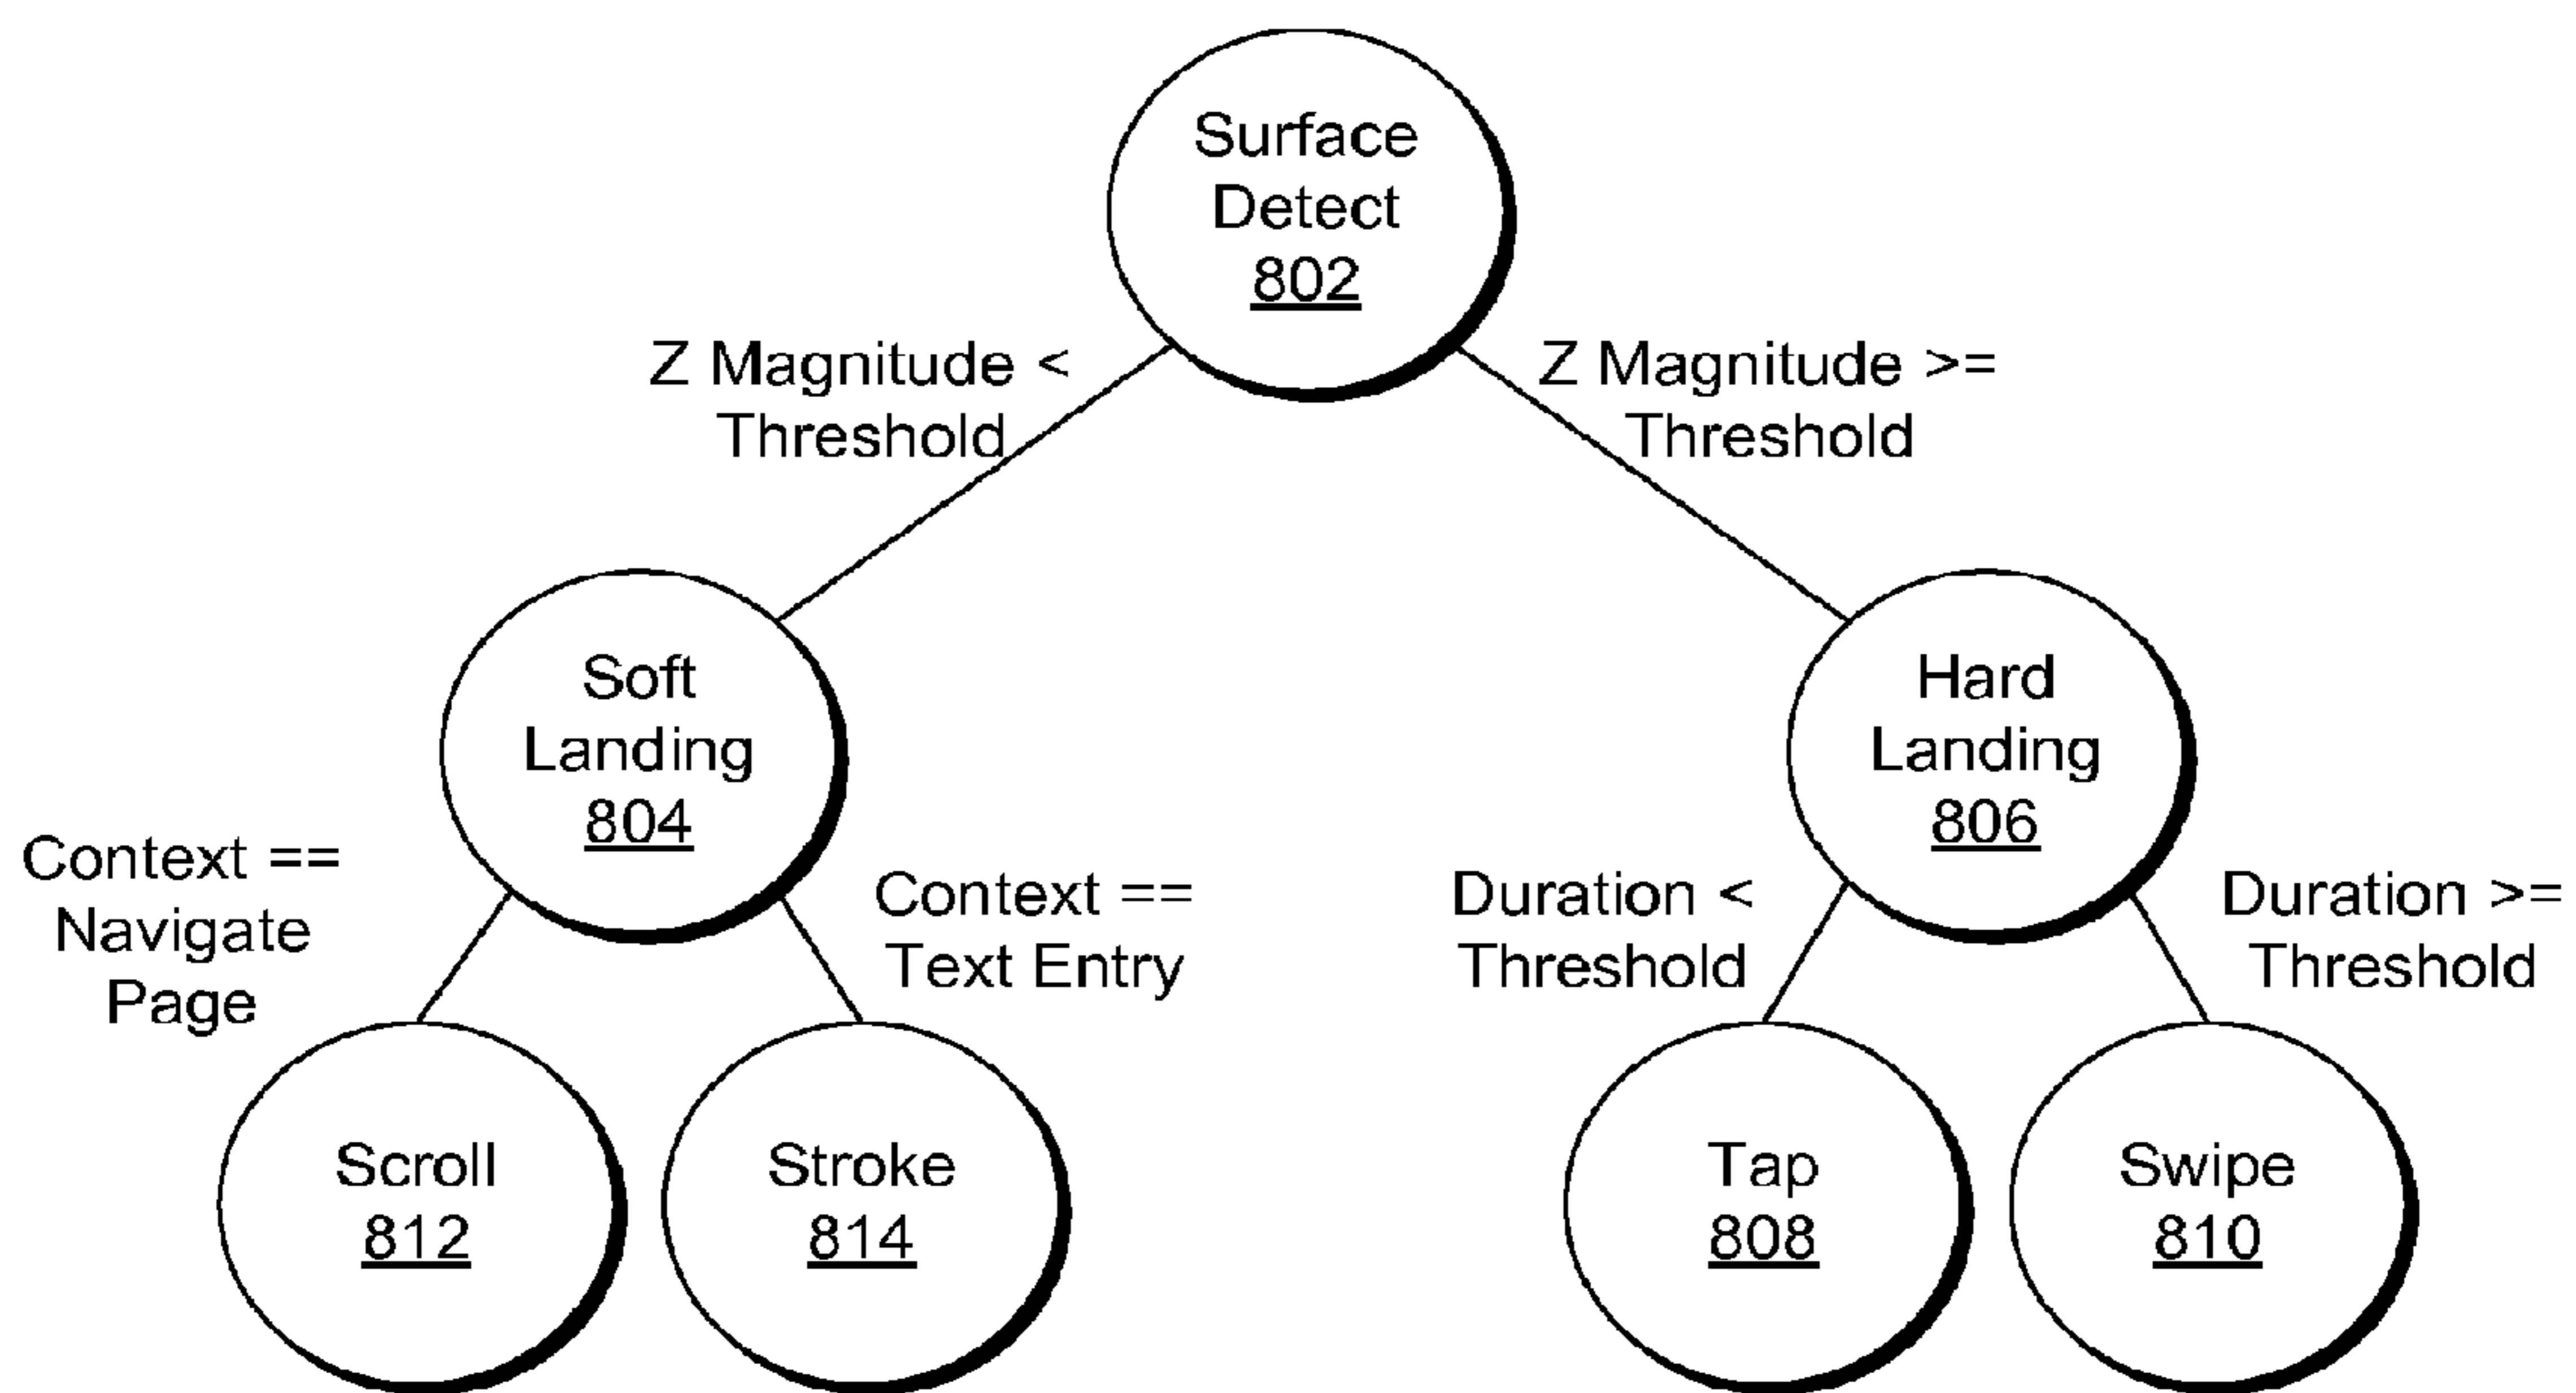 Surface
Detect
802
Z Magnitude <
Threshold
Z Magnitude >=
Threshold
Soft
Landing
804
Hard
Landing
806
Context ==
Navigate
Page
Context ==
Text Entry
Duration <
Threshold
Duration >=
Threshold
Scroll
812
Stroke
814
Tap
808
Swipe
810